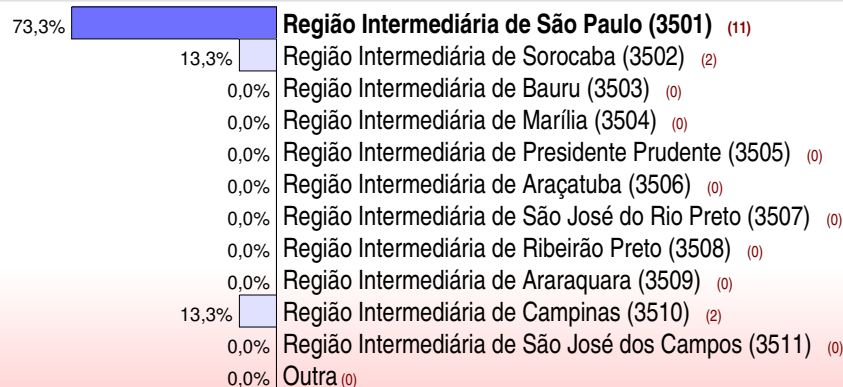 73,3% Região Intermediária de São Paulo (3501) (11)
13,3% Região Intermediária de Sorocaba (3502) (2)
0,0% Região Intermediária de Bauru (3503) (0)
0,0% Região Intermediária de Marília (3504) (0)
0,0% Região Intermediária de Presidente Prudente (3505) (0)
0,0% Região Intermediária de Araçatuba (3506) (0)
0,0% Região Intermediária de São José do Rio Preto (3507) (0)
0,0% Região Intermediária de Ribeirão Preto (3508) (0)
0,0% Região Intermediária de Araraquara (3509) (0)
13,3% Região Intermediária de Campinas (3510) (2)
0,0% Região Intermediária de São José dos Campos (3511) (0)
0,0% Outra (0)